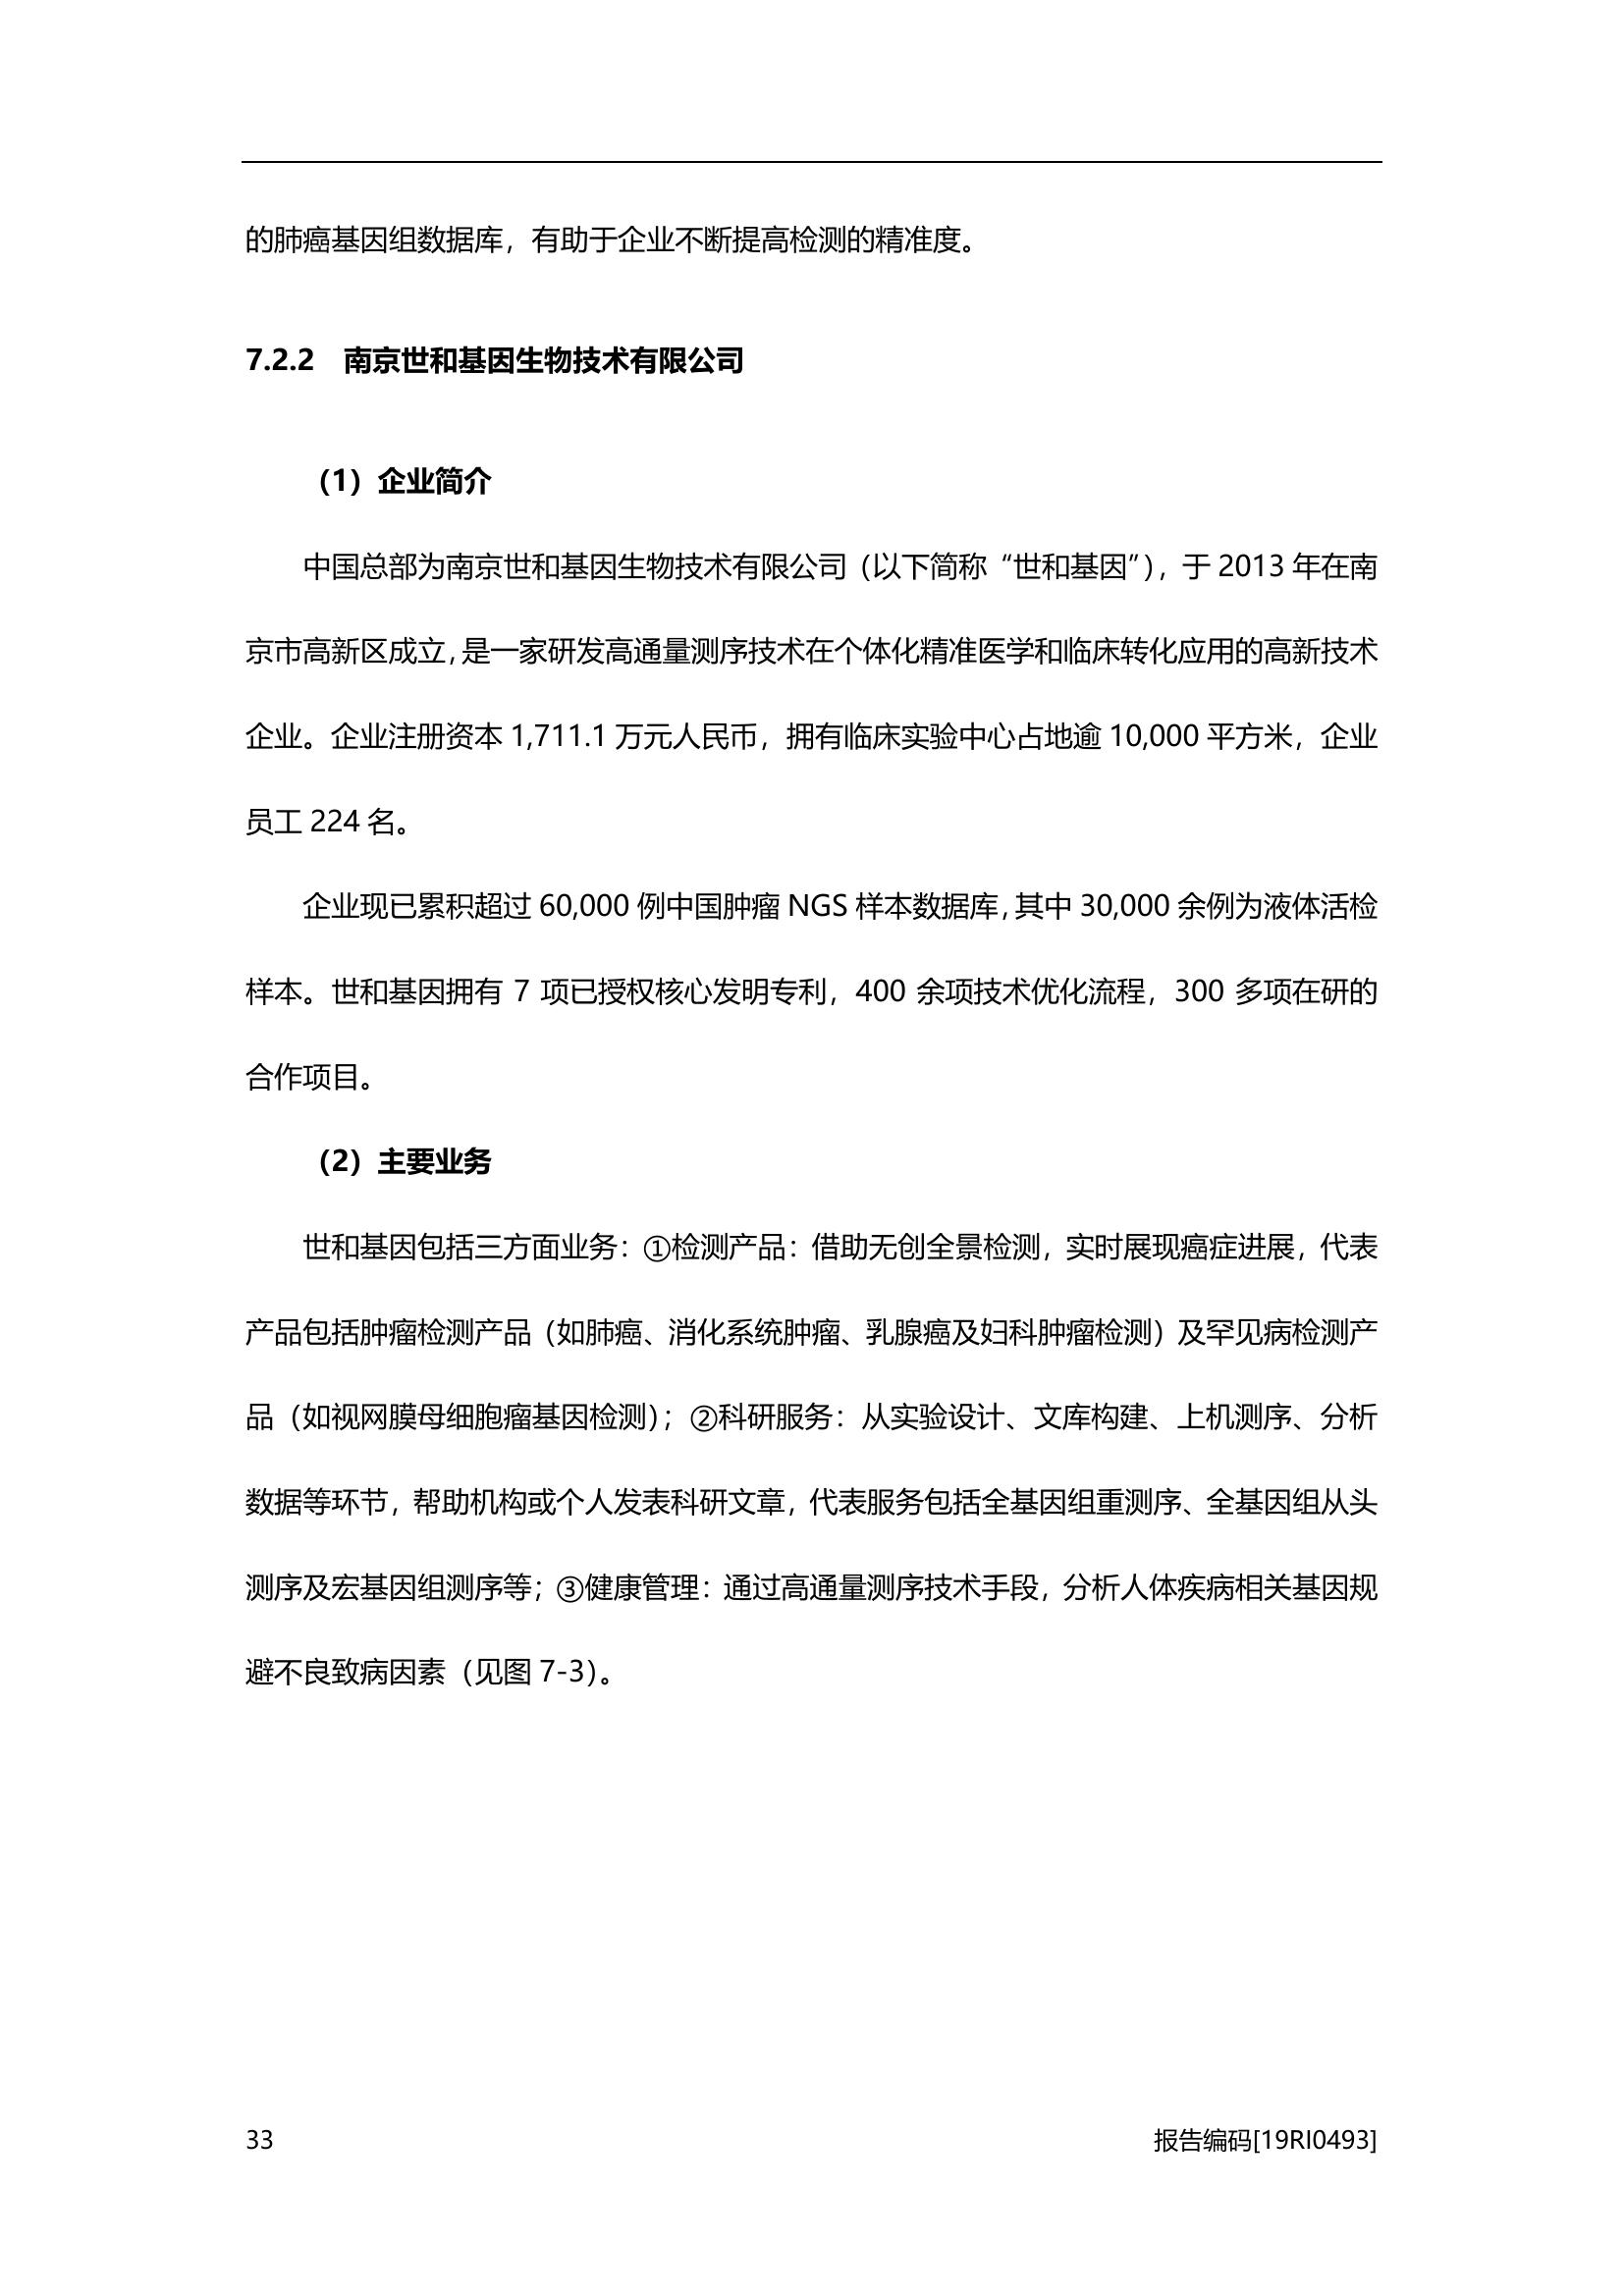 的肺癌基因组数据库，有助于企业不断提高检测的精准度。
7.2.2 南京世和基因生物技术有限公司
（1）企业简介
中国总部为南京世和基因生物技术有限公司（以下简称“世和基因”），于 2013 年在南
京市高新区成立，是一家研发高通量测序技术在个体化精准医学和临床转化应用的高新技术
企业。企业注册资本 1,711.1 万元人民币，拥有临床实验中心占地逾 10,000 平方米，企业
员工 224 名。
企业现已累积超过 60,000 例中国肿瘤 NGS 样本数据库，其中 30,000 余例为液体活检
样本。世和基因拥有 7 项已授权核心发明专利，400 余项技术优化流程，300 多项在研的
合作项目。
（2）主要业务
世和基因包括三方面业务：①检测产品：借助无创全景检测，实时展现癌症进展，代表
产品包括肿瘤检测产品（如肺癌、消化系统肿瘤、乳腺癌及妇科肿瘤检测）及罕见病检测产
品（如视网膜母细胞瘤基因检测）；②科研服务：从实验设计、文库构建、上机测序、分析
数据等环节，帮助机构或个人发表科研文章，代表服务包括全基因组重测序、全基因组从头
测序及宏基因组测序等；③健康管理：通过高通量测序技术手段，分析人体疾病相关基因规
避不良致病因素（见图 7-3）。
33 报告编码[19RI0493]